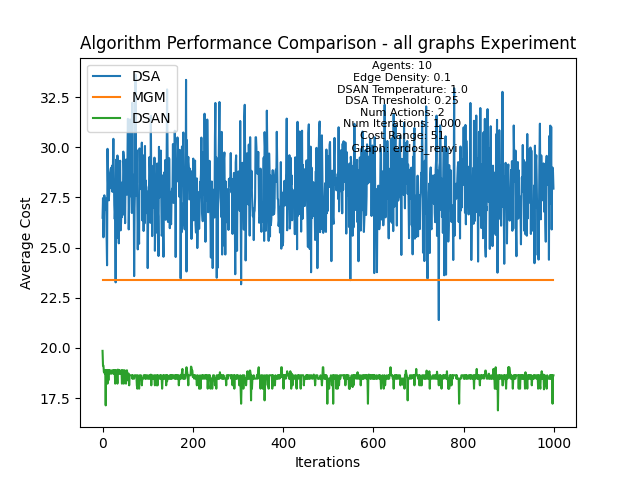 Algorithm Performance Comparison - all graphs Experiment
DSA
MGM
DSAN
Agents: 10
Edge Density: 0.1
DSAN Temperature: 1.0
DSA Threshold: 0.25
Num Actions: 2
Num Iterations: 1000
Cost Range: 51
Graph: erdos_renyi
Average Cost
32.5
30.0
27.5
25.0
22.5
20.0
17.5
0
200
400
600
800
1000
Iterations